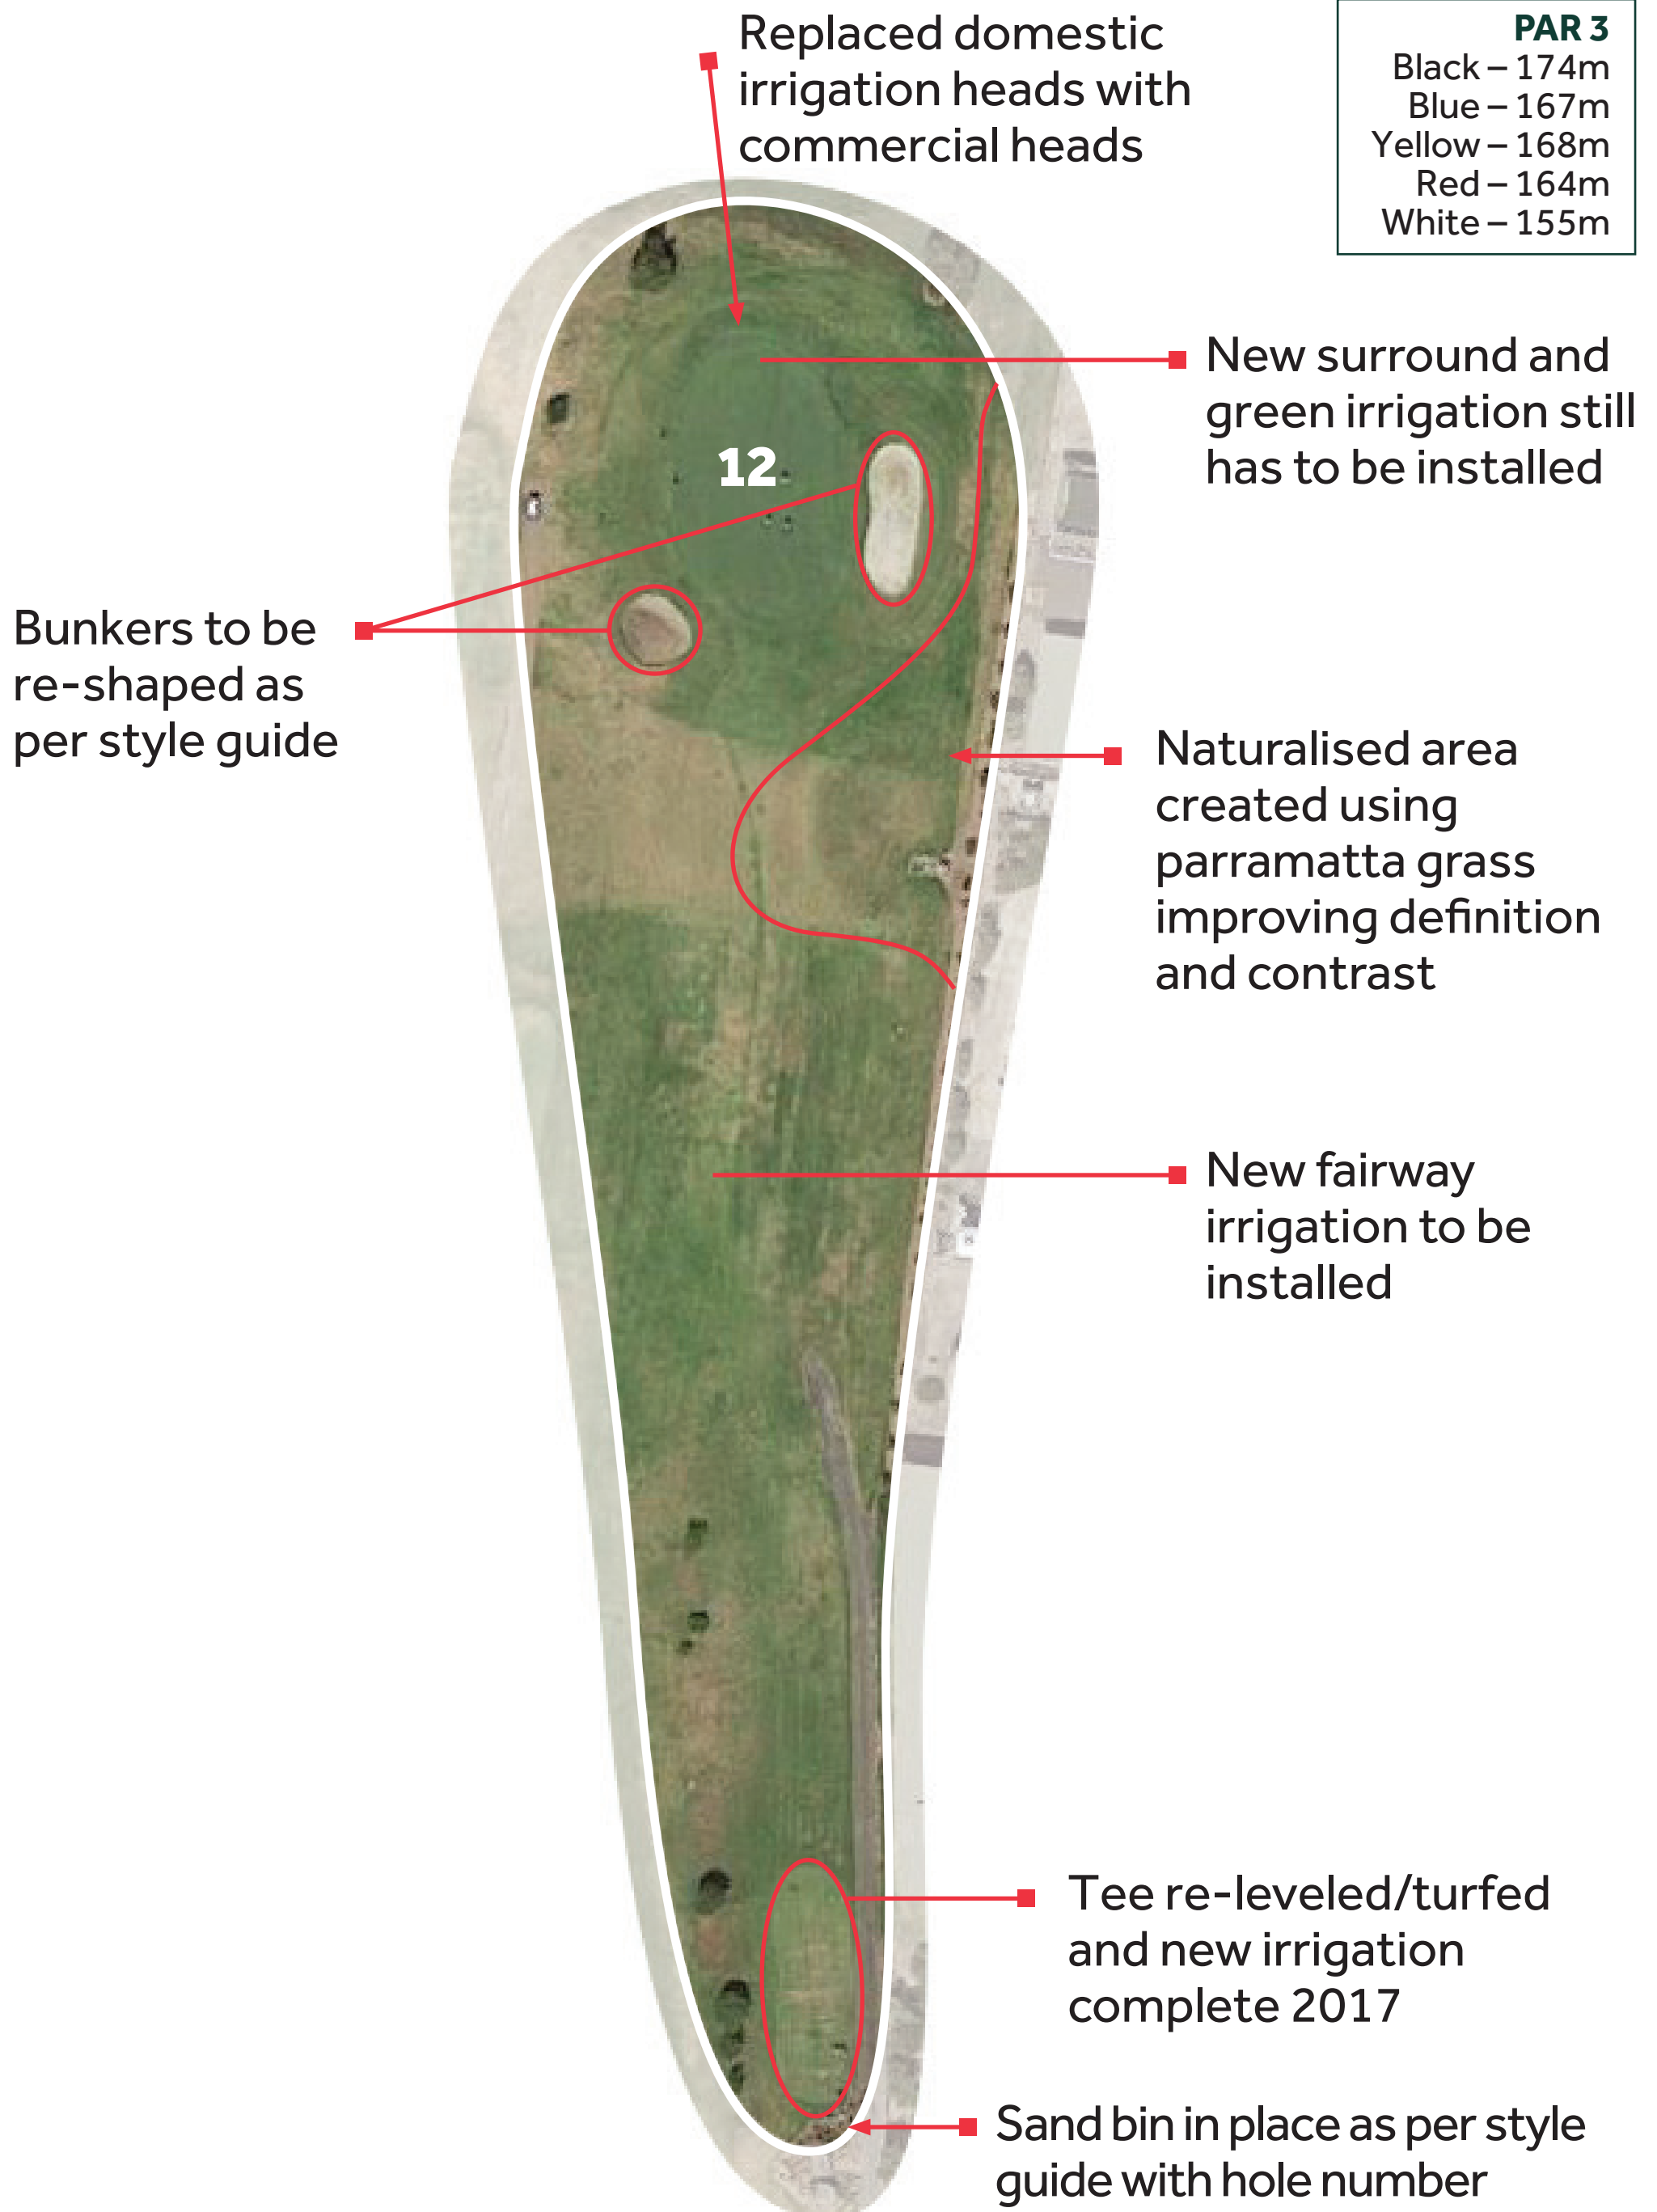 Replaced domestic
irrigation heads with
commercial heads
PAR 3
Black – 174m
Blue – 167m
Yellow – 168m
Red – 164m
White – 155m
New surround and
green irrigation still
has to be installed
12
Bunkers to be
re-shaped as
per style guide
Naturalised area
created using
parramatta grass
improving definition
and contrast
New fairway
irrigation to be
installed
Tee re-leveled/turfed
and new irrigation
complete 2017
Sand bin in place as per style
guide with hole number